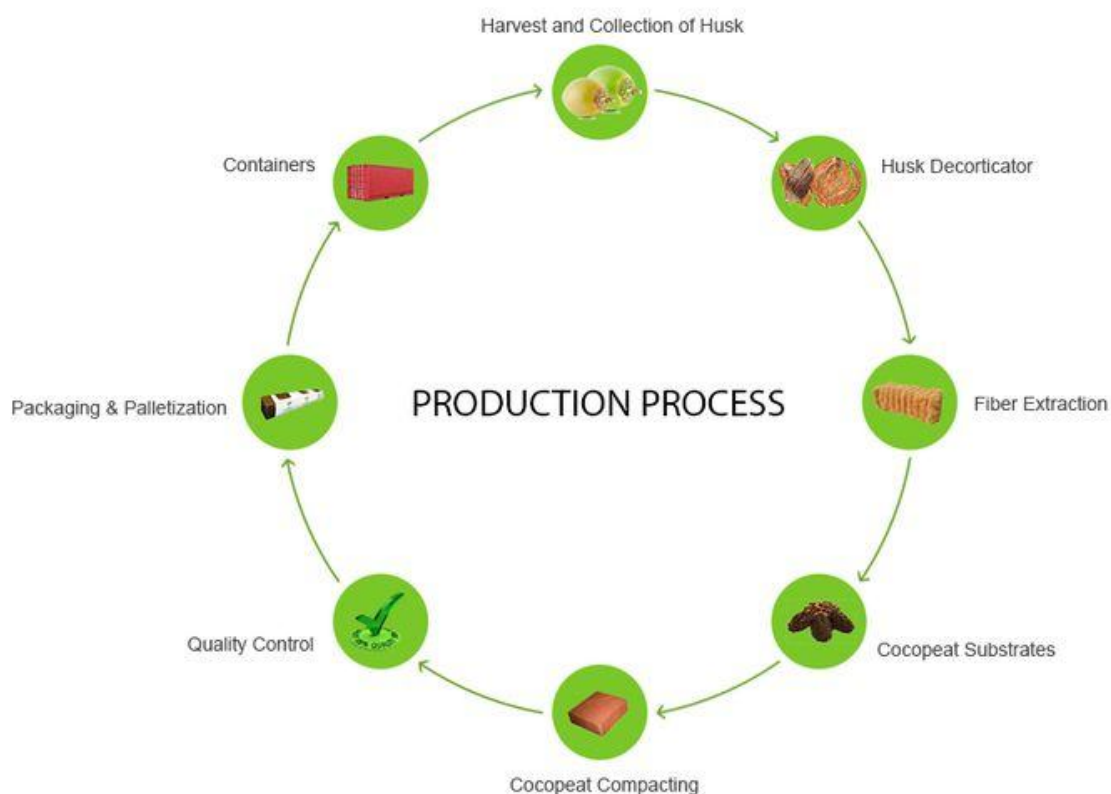 Harvest and Collection of Husk
Husk Decorticator
Fiber Extraction
Cocopeat Substrates
Cocopeat Compacting
Quality Control
Packaging & Palletization
Containers
PRODUCTION PROCESS